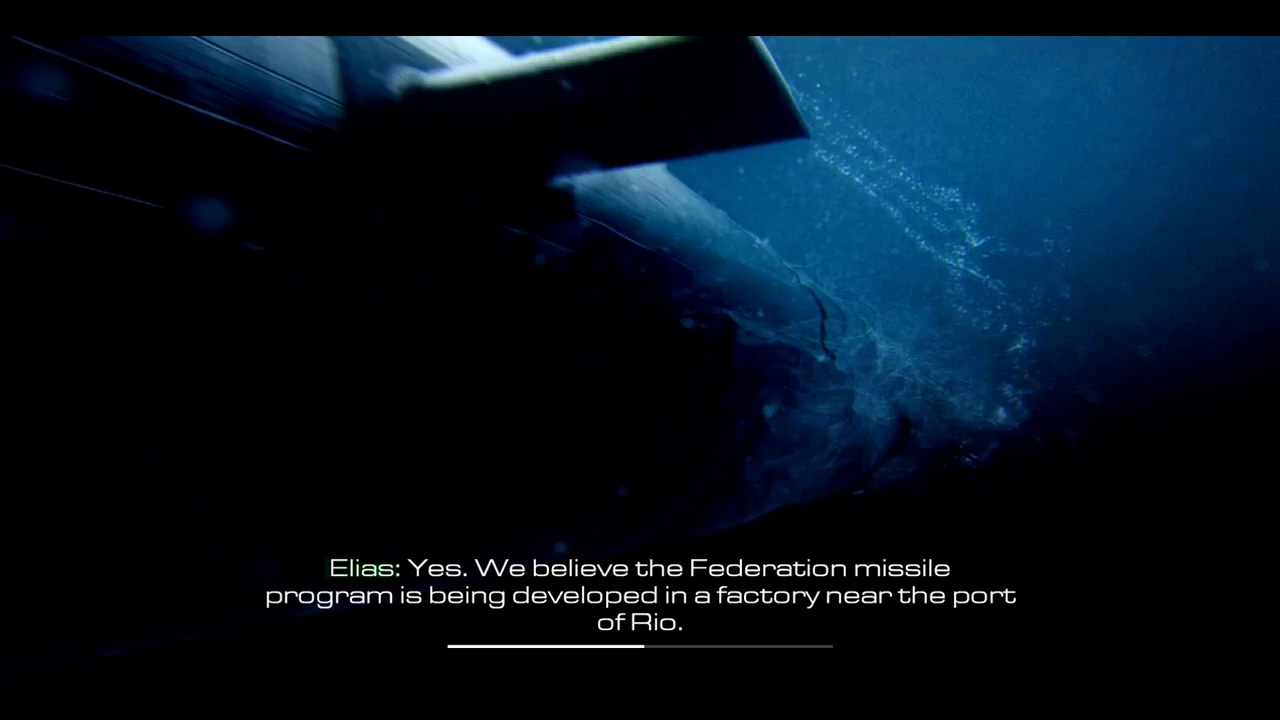 Elias: Yes. We believe the Federation missile
program is being developed in a factory near the port
of Rio.